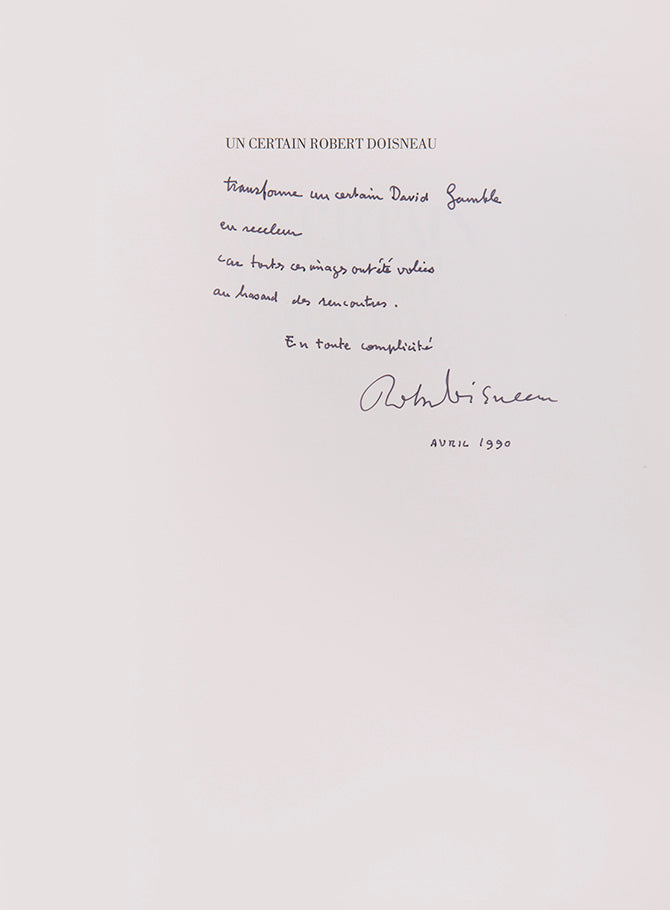 UN CERTAIN ROBERT DOISNEAU
transforme un certain David Gamble
en receleur
car toutes ces images ont été volées
au hasard des rencontres.
En toute complicité
Robert Doisneau
AVRIL 1990